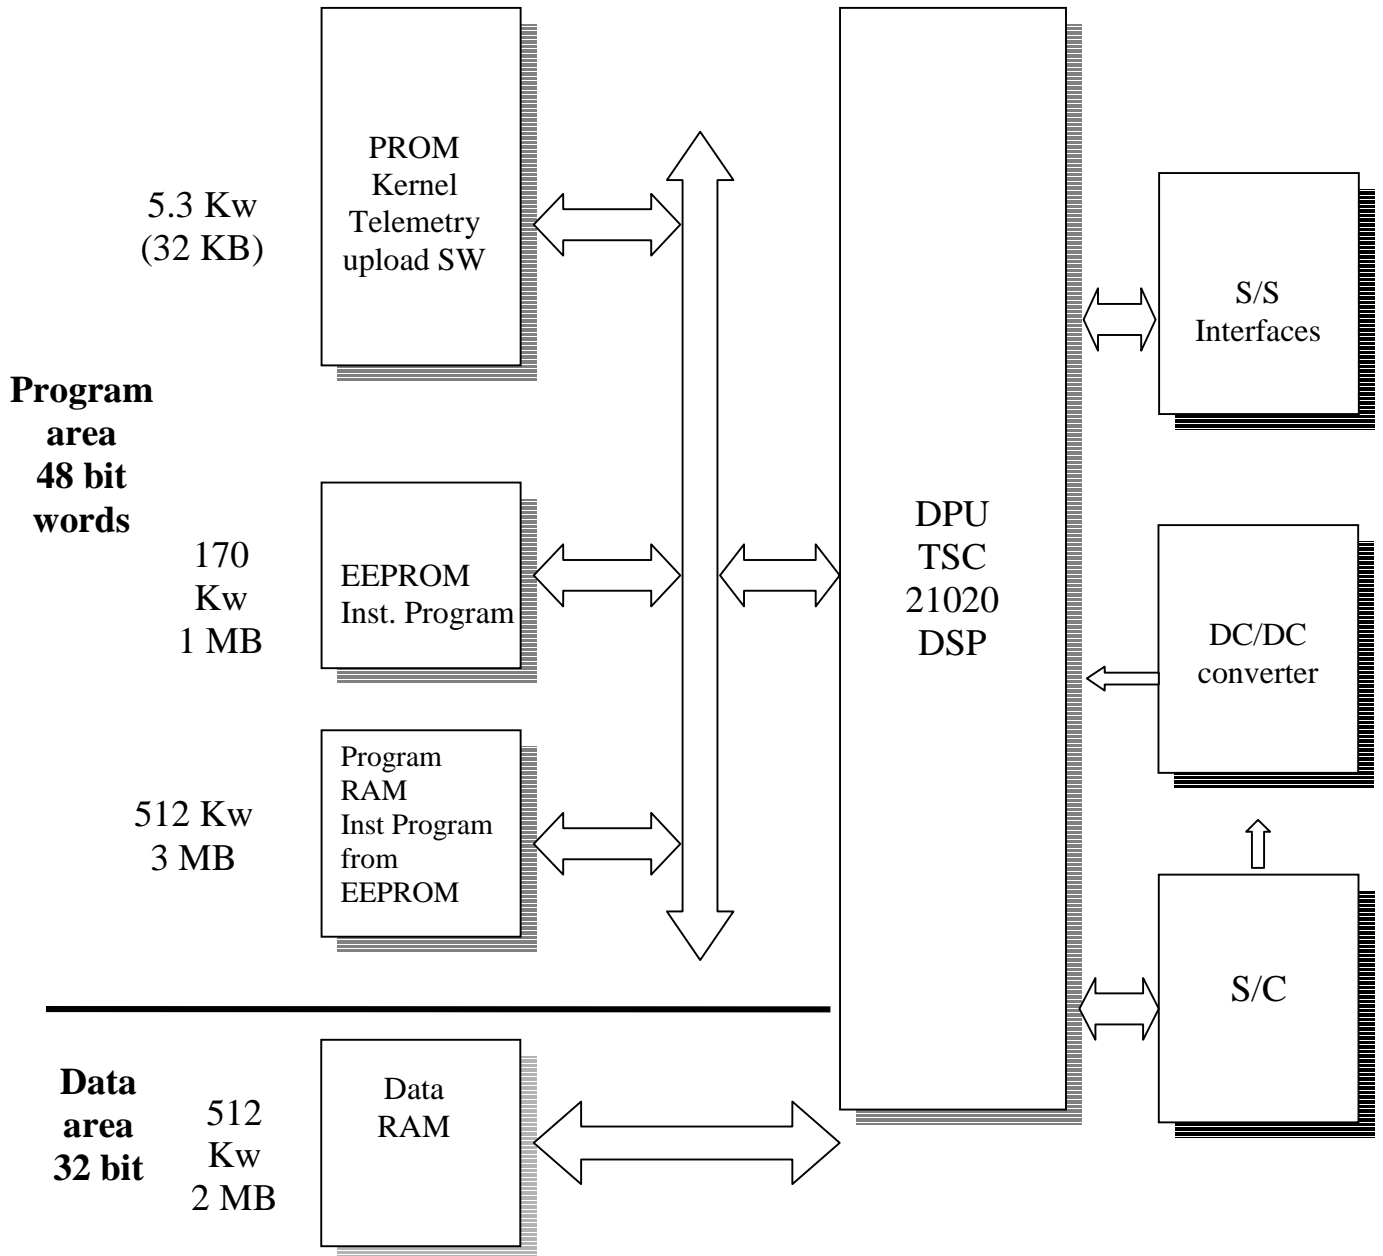 PROM
Kernel
Telemetry
upload SW
5.3 Kw
(32 KB)
Program
area
48 bit
words
170
Kw
1 MB
EEPROM
Inst. Program
512 Kw
3 MB
Program
RAM
Inst Program
from
EEPROM
Data
area
32 bit
512
Kw
2 MB
Data
RAM
DPU
TSC
21020
DSP
S/S
Interfaces
DC/DC
converter
S/C